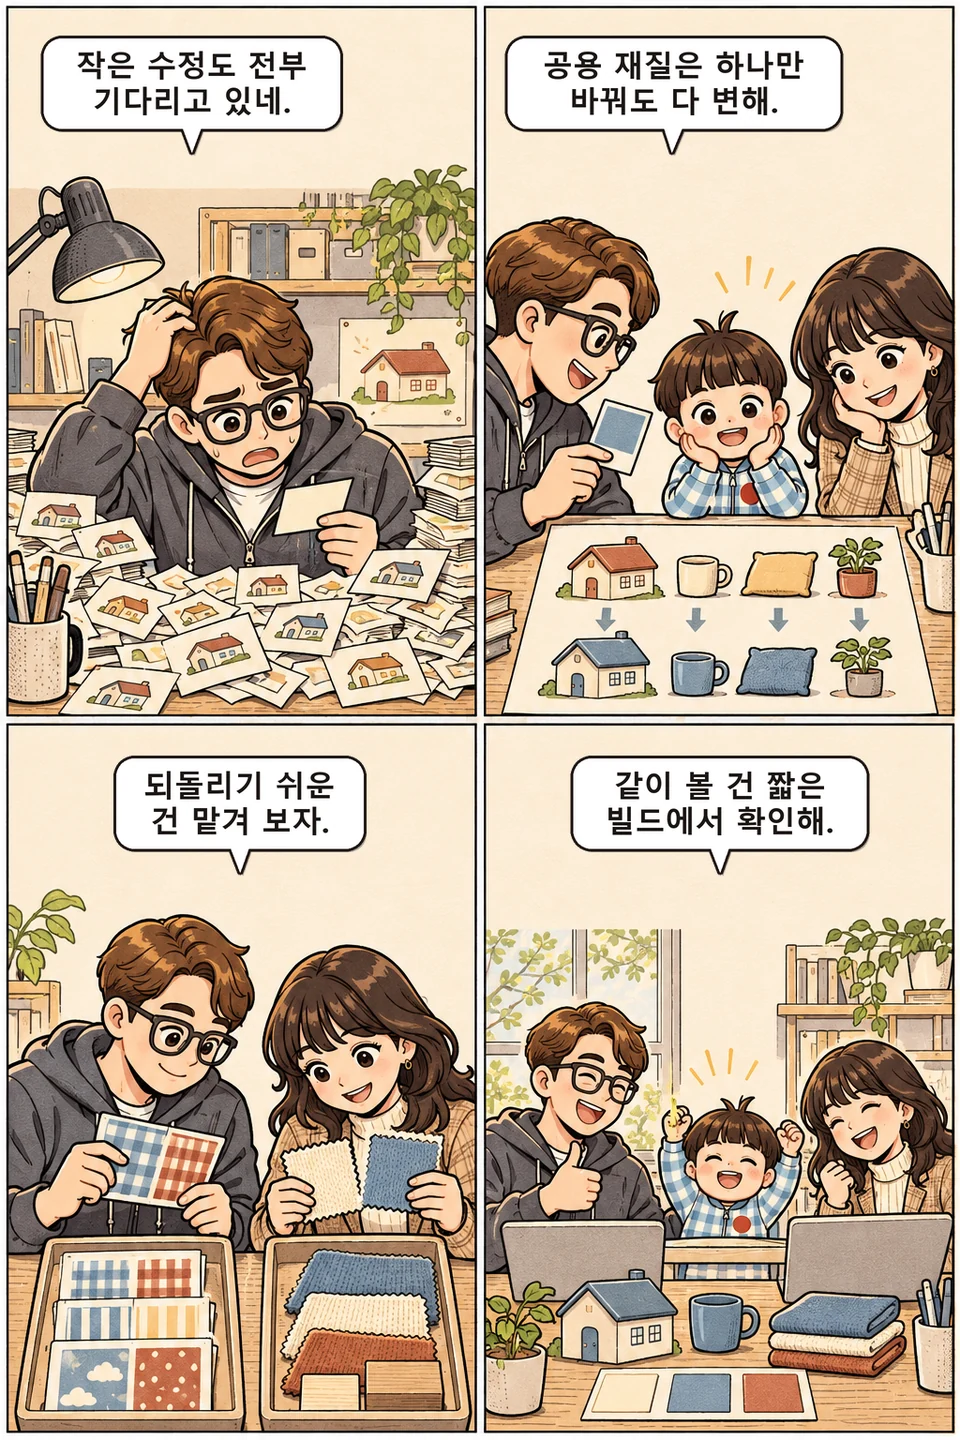 작은 수정도 전부
기다리고 있네.
공용 재질은 하나만
바꿔도 다 변해.
되돌리기 쉬운
건 맡겨 보자.
같이 볼 건 짧은
빌드에서 확인해.